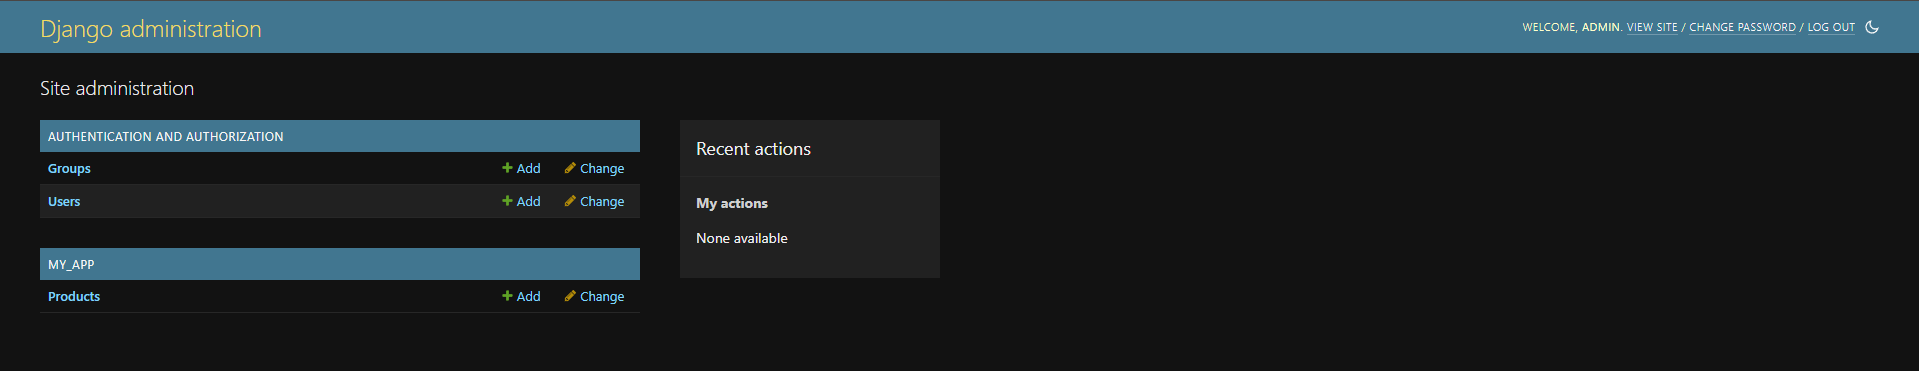 Django administration
WELCOME, ADMIN. VIEW SITE / CHANGE PASSWORD / LOG OUT
Site administration
AUTHENTICATION AND AUTHORIZATION
Groups Add Change
Users Add Change
MY_APP
Products Add Change
Recent actions
My actions
None available